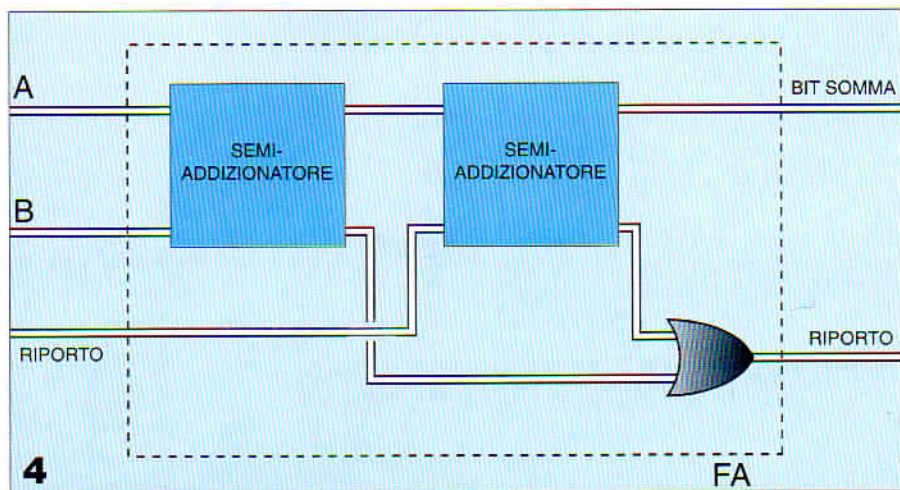 A
BIT SOMMA
SEMI-
ADDIZIONATORE
SEMI-
ADDIZIONATORE
B
RIPORTO
RIPORTO
4
FA